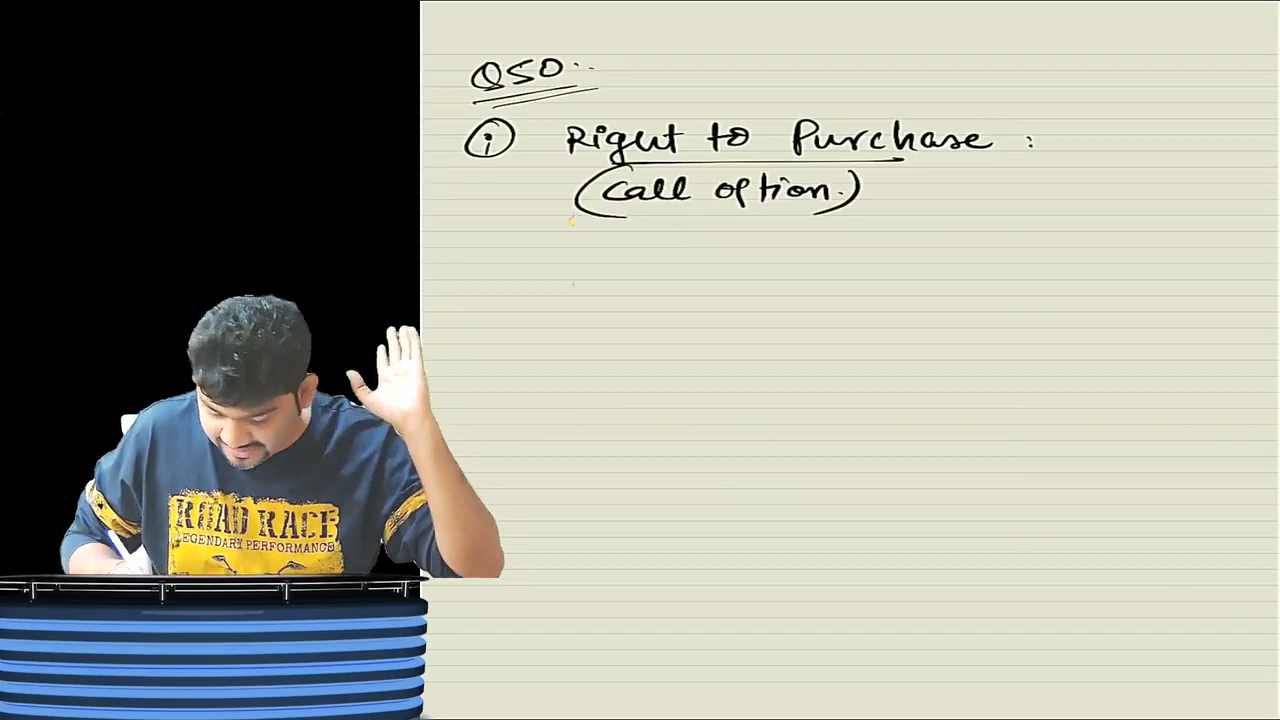 Q50:-
(i) Right to Purchase :
(Call option.)
ROAD RACE
LEGENDARY PERFORMANCE